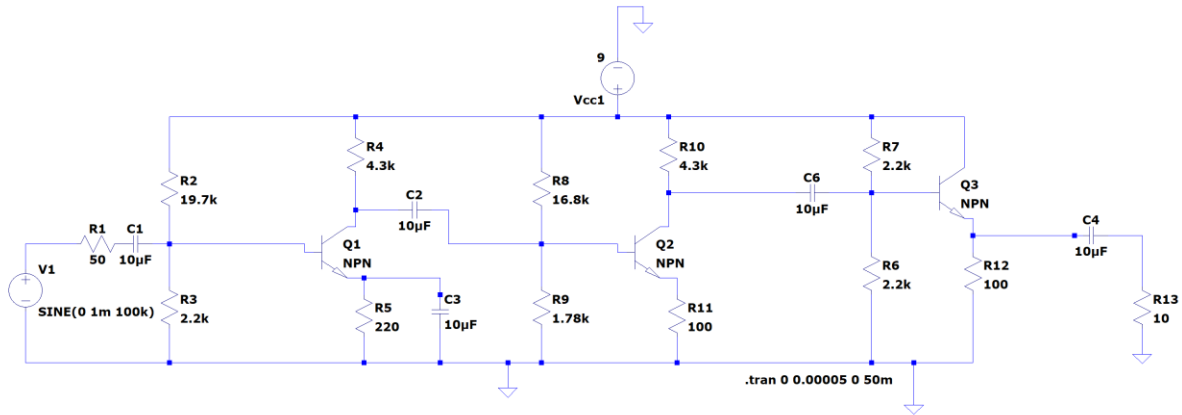 9
Vcc1
R4
4.3k
R10
4.3k
R7
2.2k
R2
19.7k
R8
16.8k
C2
10µF
C6
10µF
Q3
NPN
R1
50
C1
10µF
Q1
NPN
Q2
NPN
C4
10µF
V1
SINE(0 1m 100k)
R3
2.2k
R5
220
C3
10µF
R9
1.78k
R11
100
R6
2.2k
R12
100
R13
10
.tran 0 0.00005 0 50m
+
−
−
+